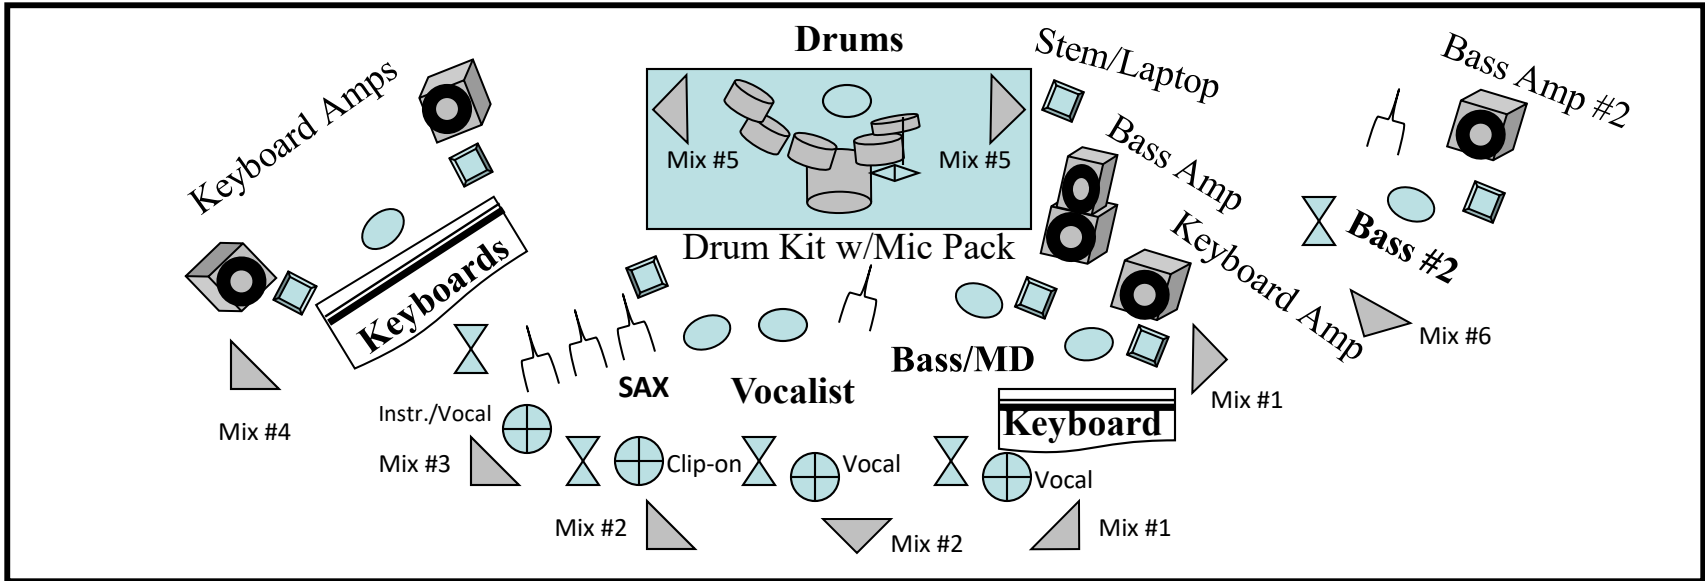 Drums
Stem/Laptop
Bass Amp #2
Keyboard Amps
Mix #5
Mix #5
Bass Amp
Keyboard Amp
Bass #2
Drum Kit w/Mic Pack
Keyboards
Mix #6
SAX
Vocalist
Bass/MD
Mix #1
Keyboard
Mix #4
Instr./Vocal
Mix #3
Clip-on
Vocal
Vocal
Mix #2
Mix #2
Mix #1